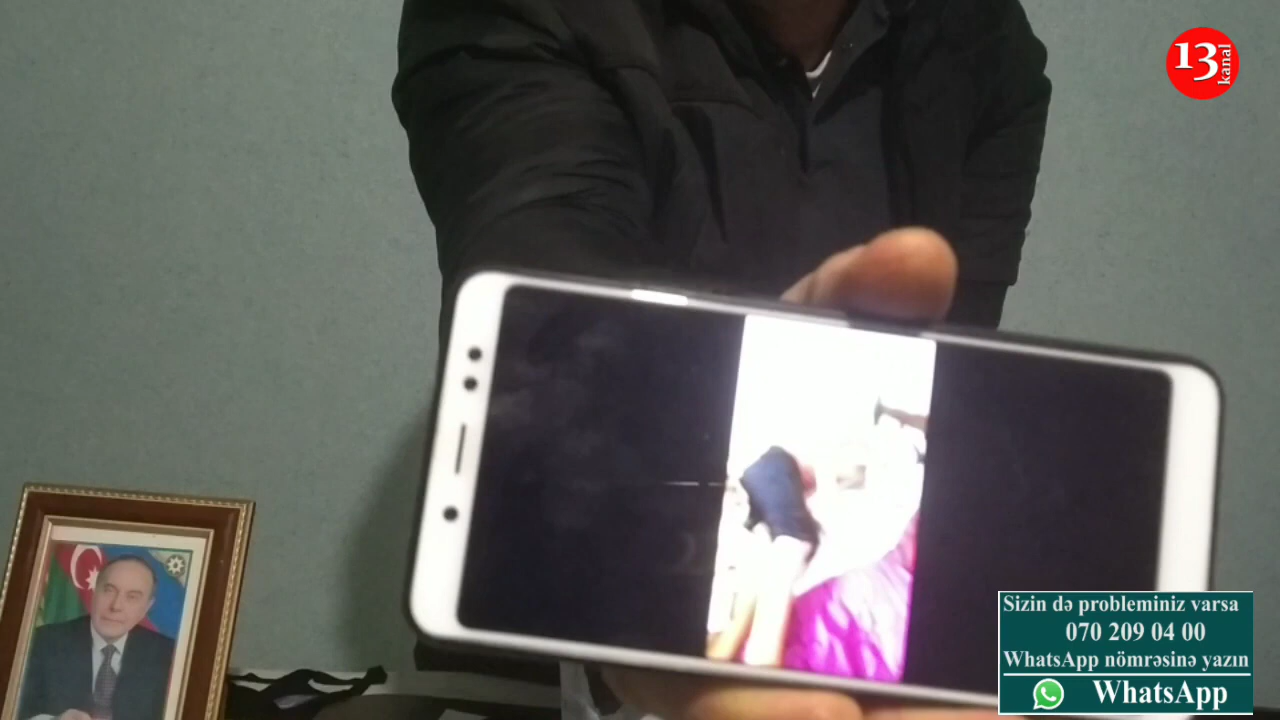 13
kanal
Sizin də probleminiz varsa
070 209 04 00
WhatsApp nömrəsinə yazın
WhatsApp